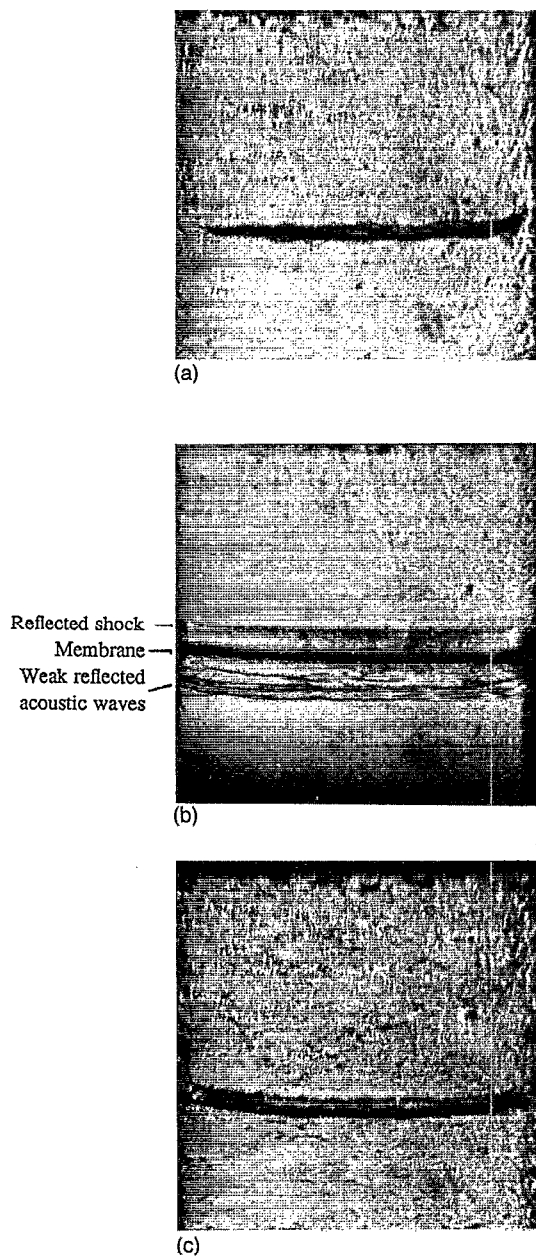 (a)
Reflected shock
Membrane
Weak reflected
acoustic waves
(b)
(c)